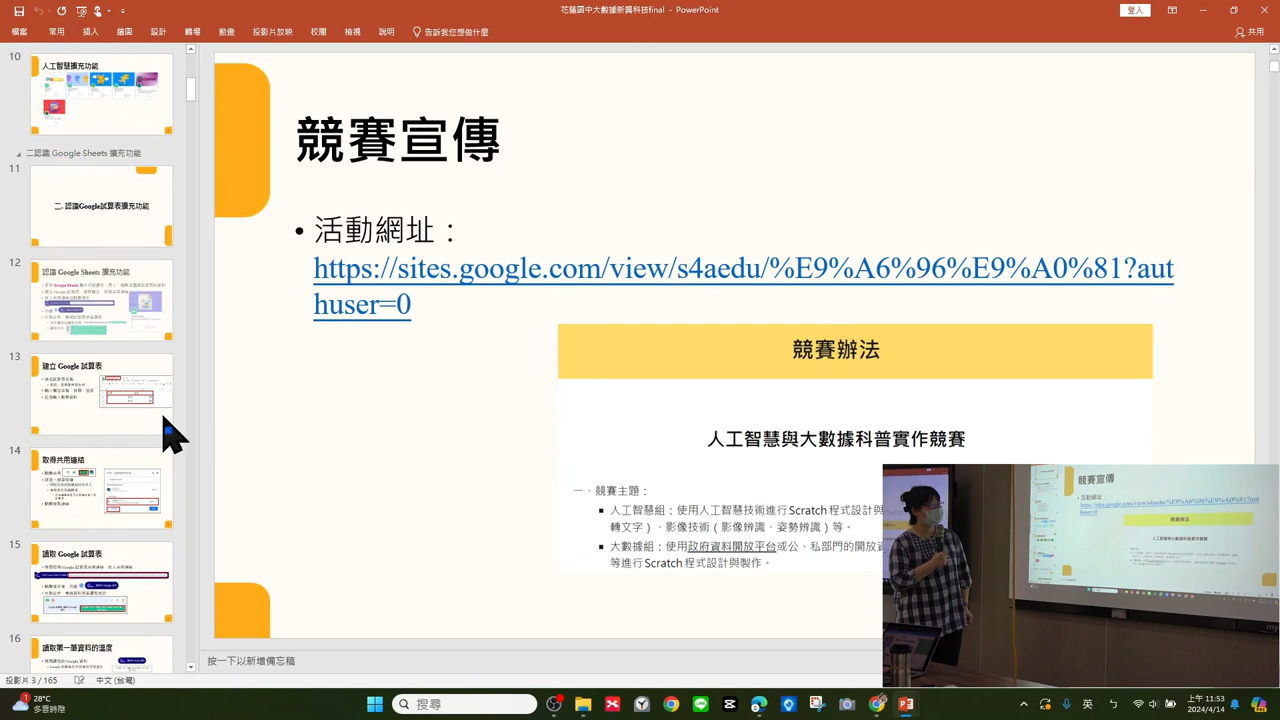 花蓮國中大數據新興科技final - PowerPoint
登入
檔案 常用 插入 繪圖 設計 轉場 動畫 投影片放映 校閱 檢視 說明 告訴我您想做什麼
共用
10
人工智慧擴充功能
二認識 Google Sheets 擴充功能
11
二. 認識Google試算表擴充功能
12
認識 Google Sheets 擴充功能
13
建立 Google 試算表
14
取得共用連結
15
讀取 Google 試算表
16
讀取第一筆資料的溫度
競賽宣傳
• 活動網址：
https://sites.google.com/view/s4aedu/%E9%A6%96%E9%A0%81?aut
huser=0
競賽辦法
人工智慧與大數據科普實作競賽
一、競賽主題：
■ 人工智慧組：使用人工智慧技術進行Scratch程式設計與
轉文字）、影像技術（影像辨識、姿勢辨識）等。
■ 大數據組：使用政府資料開放平台或公、私部門的開放資
等進行Scratch程式設計與製作。
競賽宣傳
競賽辦法
按一下以新增備忘稿
投影片 3 / 165 中文 (台灣)
28°C
多雲時陰
搜尋
英
上午 11:53
2024/4/14